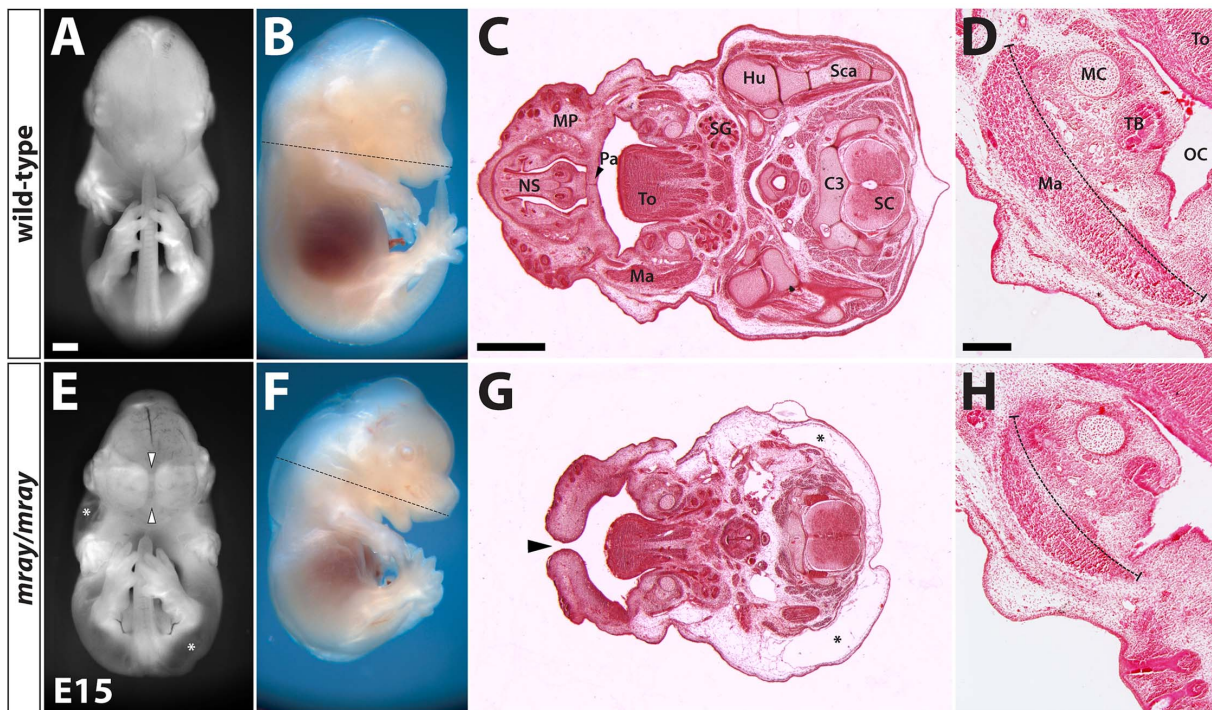 wild-type
A
B
C
MP
NS
Pa
To
Ma
SG
Hu
Sca
C3
SC
D
To
MC
TB
OC
Ma
mray/mray
E
*
*
E15
F
G
*
*
H